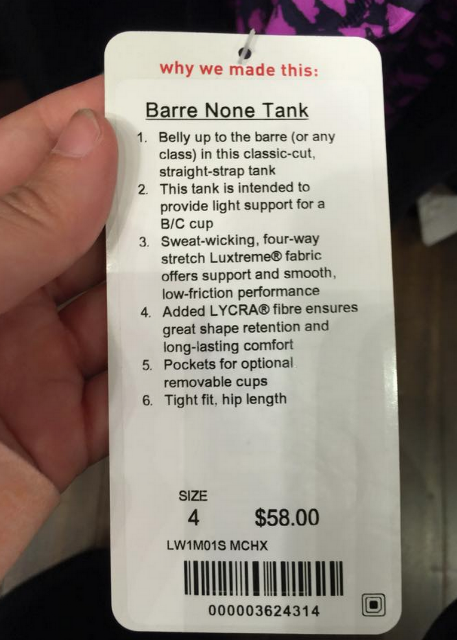 why we made this:
Barre None Tank
1. Belly up to the barre (or any
class) in this classic-cut,
straight-strap tank
2. This tank is intended to
provide light support for a
B/C cup
3. Sweat-wicking, four-way
stretch Luxtreme® fabric
offers support and smooth,
low-friction performance
4. Added LYCRA® fibre ensures
great shape retention and
long-lasting comfort
5. Pockets for optional
removable cups
6. Tight fit, hip length
SIZE
4 $58.00
LW1M01S MCHX
000003624314